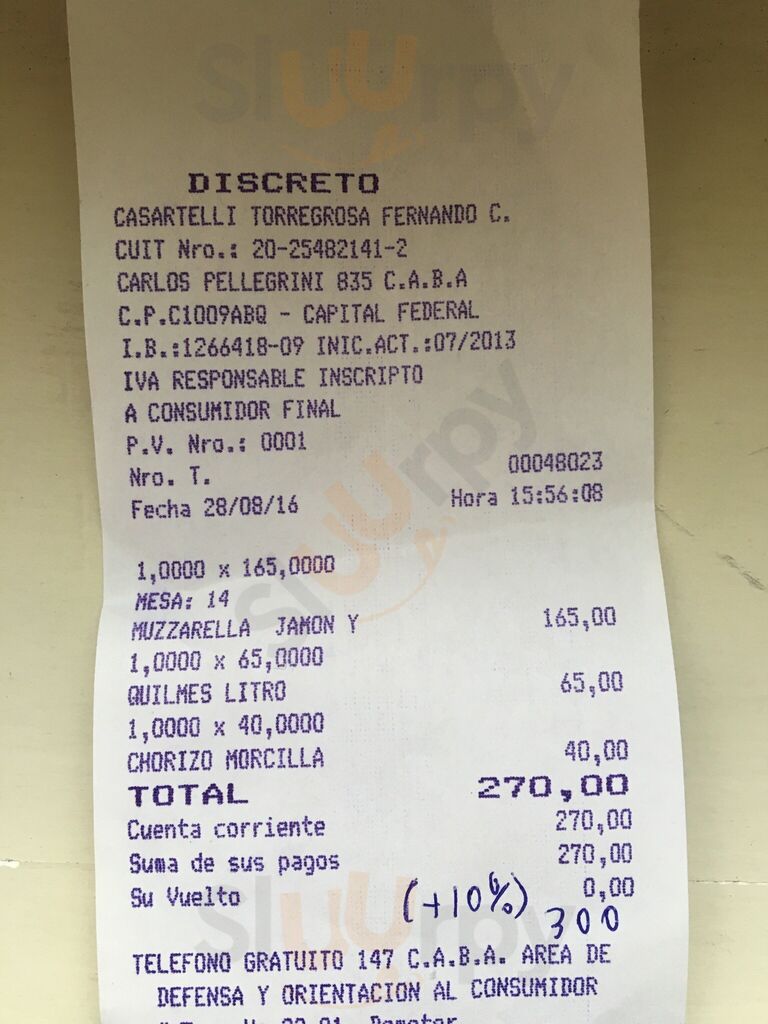 Sluurpy
DISCRETO
CASARTELLI TORREGROSA FERNANDO C.
CUIT Nro.: 20-25482141-2
CARLOS PELLEGRINI 835 C.A.B.A
C.P.C1009ABQ - CAPITAL FEDERAL
I.B.:1266418-09 INIC.ACT.:07/2013
IVA RESPONSABLE INSCRIPTO
A CONSUMIDOR FINAL
P.V. Nro.: 0001
Nro. T. 00048023
Fecha 28/08/16 Hora 15:56:08
Sluurpy
1,0000 x 165,0000
MESA: 14
MUZZARELLA JAMON Y 165,00
1,0000 x 65,0000
QUILMES LITRO 65,00
1,0000 x 40,0000
CHORIZO MORCILLA 40,00
TOTAL 270,00
Cuenta corriente 270,00
Suma de sus pagos 270,00
Su Vuelto 0,00
(+10%) 300
Sluurpy
TELEFONO GRATUITO 147 C.A.B.A. AREA DE
DEFENSA Y ORIENTACION AL CONSUMIDOR